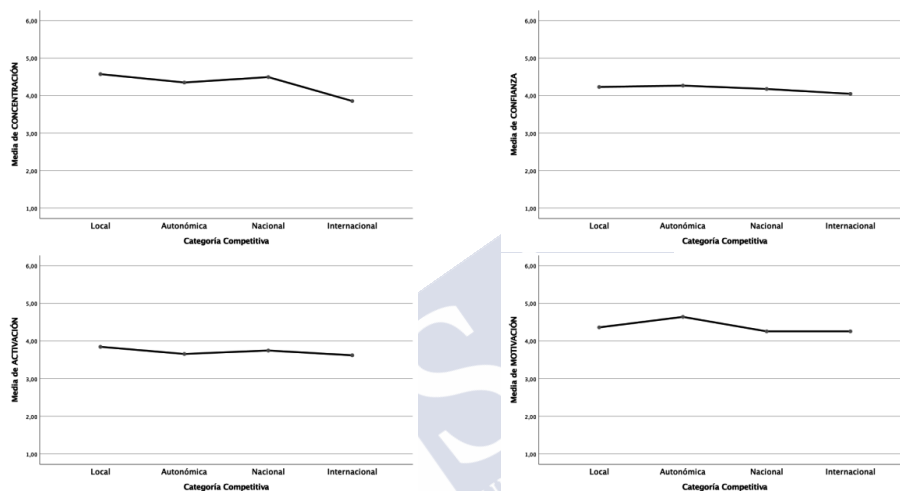 6,00
5,00
4,00
3,00
2,00
1,00
Media de CONCENTRACIÓN
Local Autonómica Nacional Internacional
Categoría Competitiva
6,00
5,00
4,00
3,00
2,00
1,00
Media de CONFIANZA
Local Autonómica Nacional Internacional
Categoría Competitiva
6,00
5,00
4,00
3,00
2,00
1,00
Media de ACTIVACIÓN
Local Autonómica Nacional Internacional
Categoría Competitiva
6,00
5,00
4,00
3,00
2,00
1,00
Media de MOTIVACIÓN
Local Autonómica Nacional Internacional
Categoría Competitiva